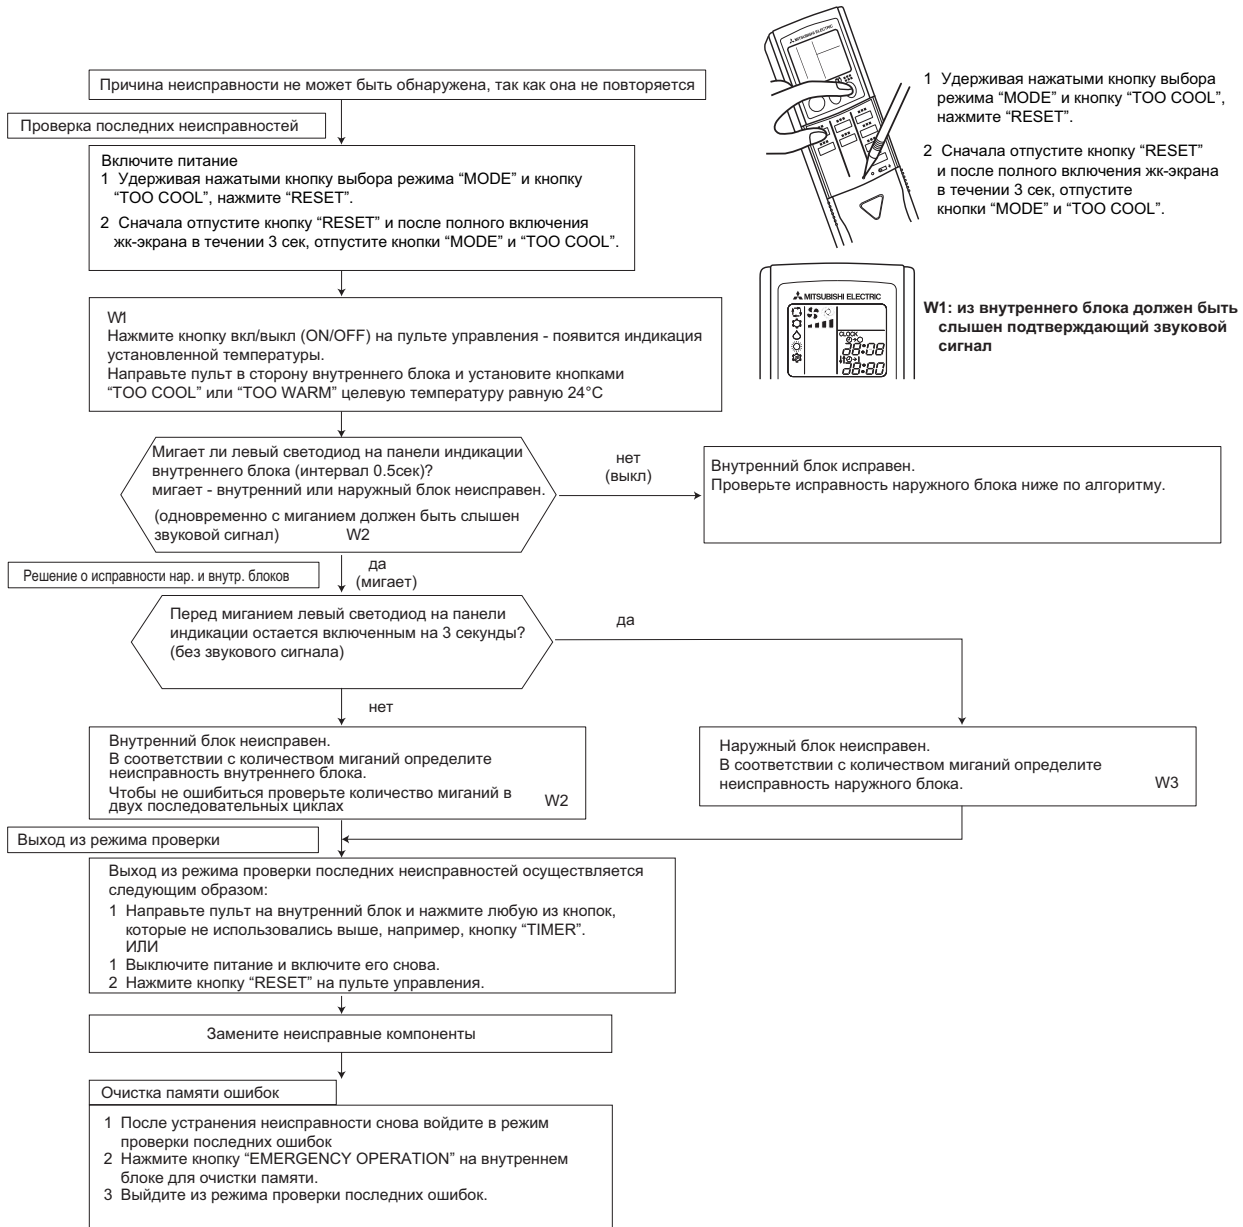 Причина неисправности не может быть обнаружена, так как она не повторяется
Проверка последних неисправностей
Включите питание
1 Удерживая нажатыми кнопку выбора режима “MODE” и кнопку
“TOO COOL”, нажмите “RESET”.
2 Сначала отпустите кнопку “RESET” и после полного включения
жк-экрана в течении 3 сек, отпустите кнопки “MODE” и “TOO COOL”.
MITSUBISHI ELECTRIC
1 Удерживая нажатыми кнопку выбора
режима “MODE” и кнопку “TOO COOL”,
нажмите “RESET”.
2 Сначала отпустите кнопку “RESET”
и после полного включения жк-экрана
в течении 3 сек, отпустите
кнопки “MODE” и “TOO COOL”.
MITSUBISHI ELECTRIC
CLOCK
28:08
28:80
W1: из внутреннего блока должен быть
слышен подтверждающий звуковой
сигнал
W1
Нажмите кнопку вкл/выкл (ON/OFF) на пульте управления - появится индикация
установленной температуры.
Направьте пульт в сторону внутреннего блока и установите кнопками
“TOO COOL” или “TOO WARM” целевую температуру равную 24°C
Мигает ли левый светодиод на панели индикации
внутреннего блока (интервал 0.5сек)?
мигает - внутренний или наружный блок неисправен.
(одновременно с миганием должен быть слышен
звуковой сигнал) W2
нет
(выкл)
Внутренний блок исправен.
Проверьте исправность наружного блока ниже по алгоритму.
да
(мигает)
Решение о исправности нар. и внутр. блоков
Перед миганием левый светодиод на панели
индикации остается включенным на 3 секунды?
(без звукового сигнала)
да
нет
Внутренний блок неисправен.
В соответствии с количеством миганий определите
неисправность внутреннего блока.
Чтобы не ошибиться проверьте количество миганий в
двух последовательных циклах W2
Наружный блок неисправен.
В соответствии с количеством миганий определите
неисправность наружного блока. W3
Выход из режима проверки
Выход из режима проверки последних неисправностей осуществляется
следующим образом:
1 Направьте пульт на внутренний блок и нажмите любую из кнопок,
которые не использовались выше, например, кнопку “TIMER”.
ИЛИ
1 Выключите питание и включите его снова.
2 Нажмите кнопку “RESET” на пульте управления.
Замените неисправные компоненты
Очистка памяти ошибок
1 После устранения неисправности снова войдите в режим
проверки последних ошибок
2 Нажмите кнопку “EMERGENCY OPERATION” на внутреннем
блоке для очистки памяти.
3 Выйдите из режима проверки последних ошибок.